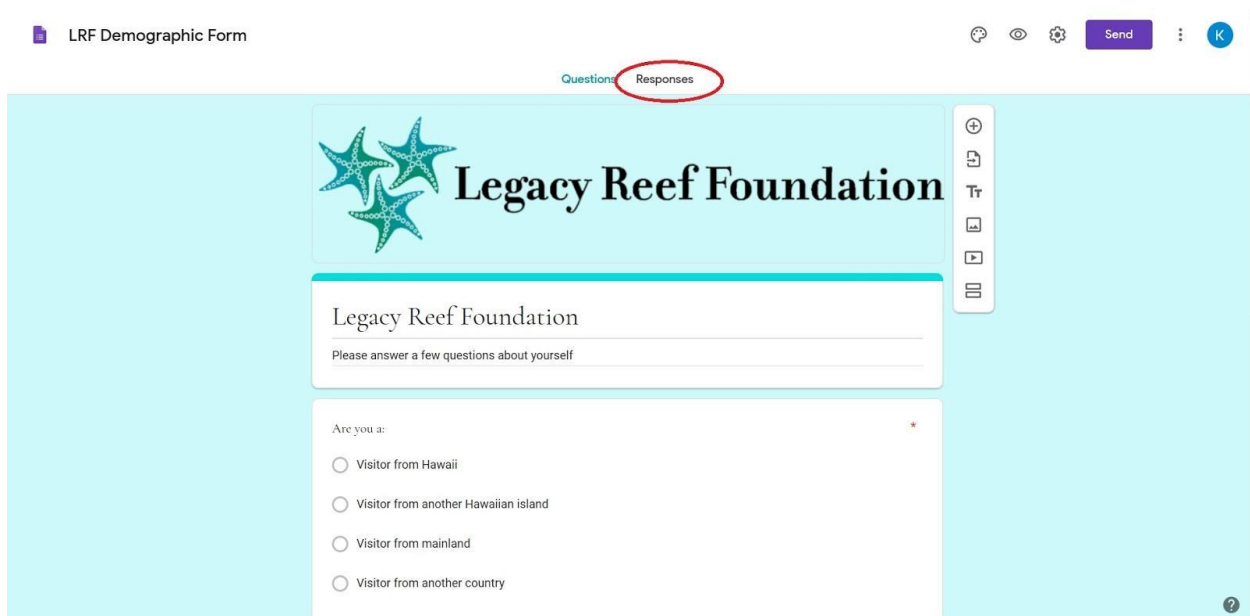 LRF Demographic Form
Send
K
Questions Responses
Legacy Reef Foundation
Tт
Legacy Reef Foundation
Please answer a few questions about yourself
Are you a: *
Visitor from Hawaii
Visitor from another Hawaiian island
Visitor from mainland
Visitor from another country
?